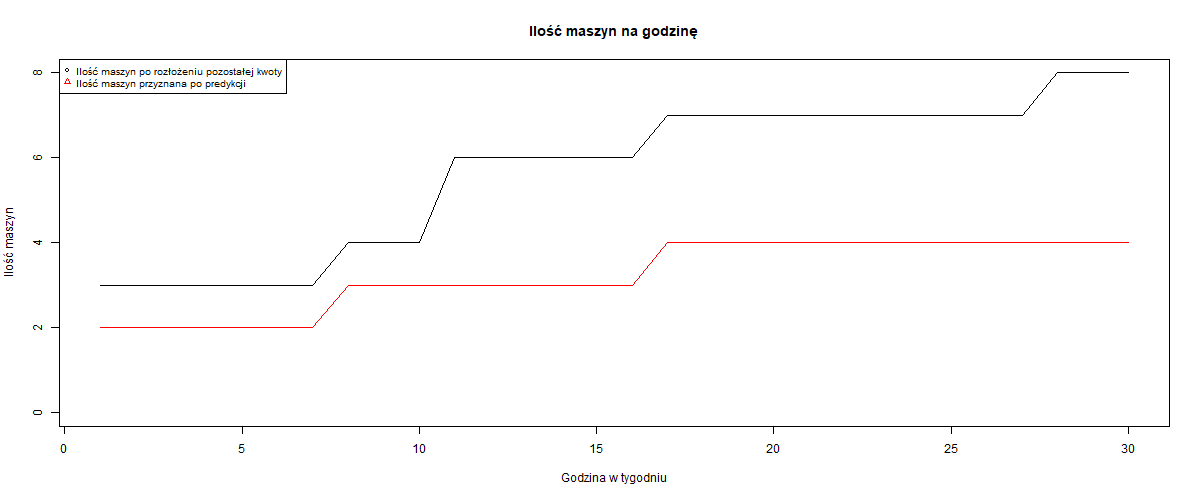 Ilość maszyn na godzinę
Ilość maszyn po rozłożeniu pozostałej kwoty
Ilość maszyn przyznana po predykcji
Ilość maszyn
8
6
4
2
0
0 5 10 15 20 25 30
Godzina w tygodniu